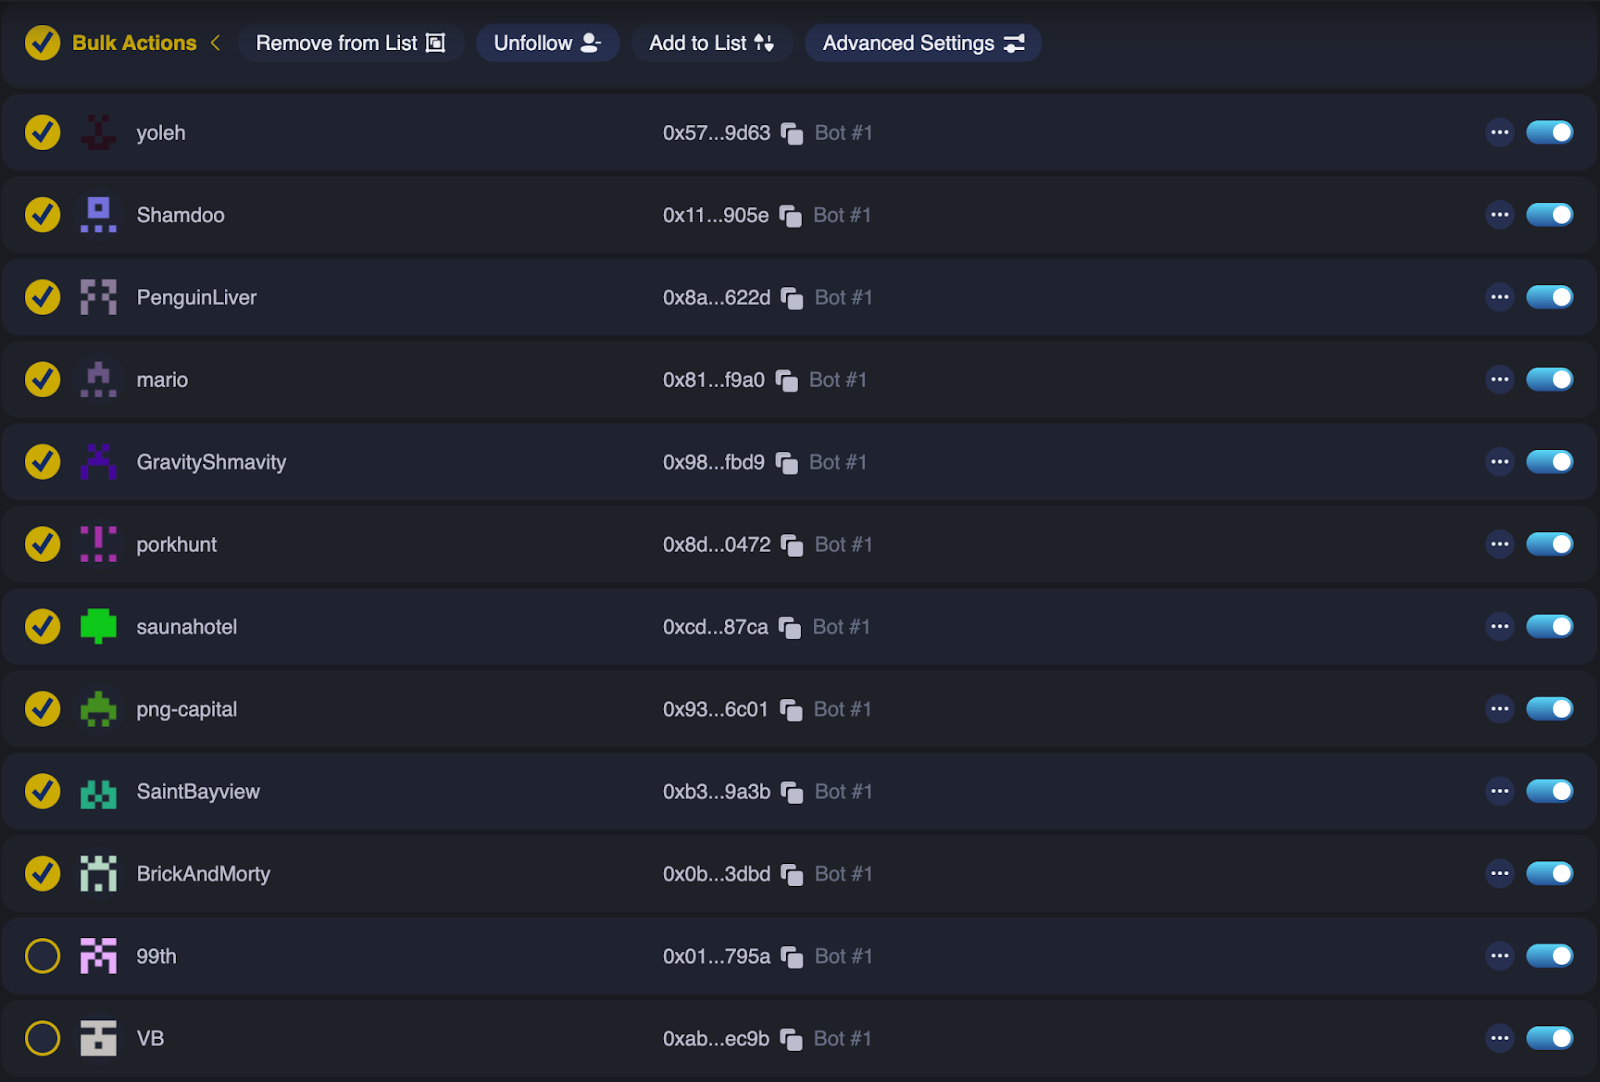 Bulk Actions Remove from List Unfollow Add to List Advanced Settings
yoleh 0x57...9d63 Bot #1
Shamdoo 0x11...905e Bot #1
PenguinLiver 0x8a...622d Bot #1
mario 0x81...f9a0 Bot #1
GravityShmavity 0x98...fbd9 Bot #1
porkhunt 0x8d...0472 Bot #1
saunahotel 0xcd...87ca Bot #1
png-capital 0x93...6c01 Bot #1
SaintBayview 0xb3...9a3b Bot #1
BrickAndMorty 0x0b...3dbd Bot #1
99th 0x01...795a Bot #1
VB 0xab...ec9b Bot #1